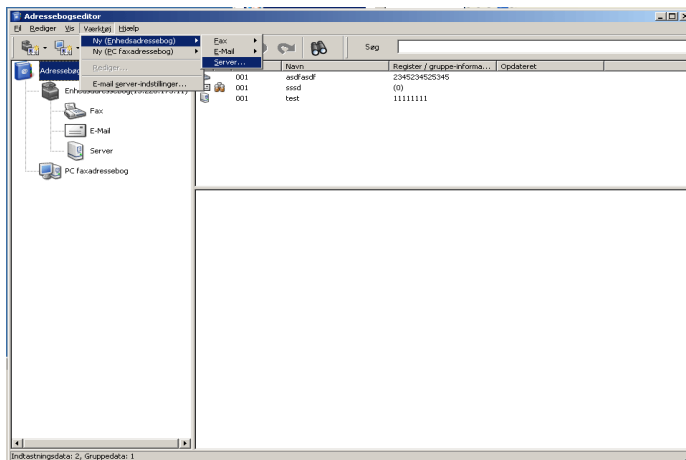 Adressebogseditor
Fil Rediger Vis Værktøj Hjælp
Ny (Enhedsadressebog)
Ny (PC faxadressebog)
Rediger...
E-mail server-indstillinger...
Fax
E-Mail
Server...
Søg
Navn Register / gruppe-informa... Opdateret
001 asdfasdf 2345234525345
001 sssd (0)
001 test 11111111
Fax
E-Mail
Server
PC faxadressebog
Indtastningsdata: 2, Gruppedata: 1